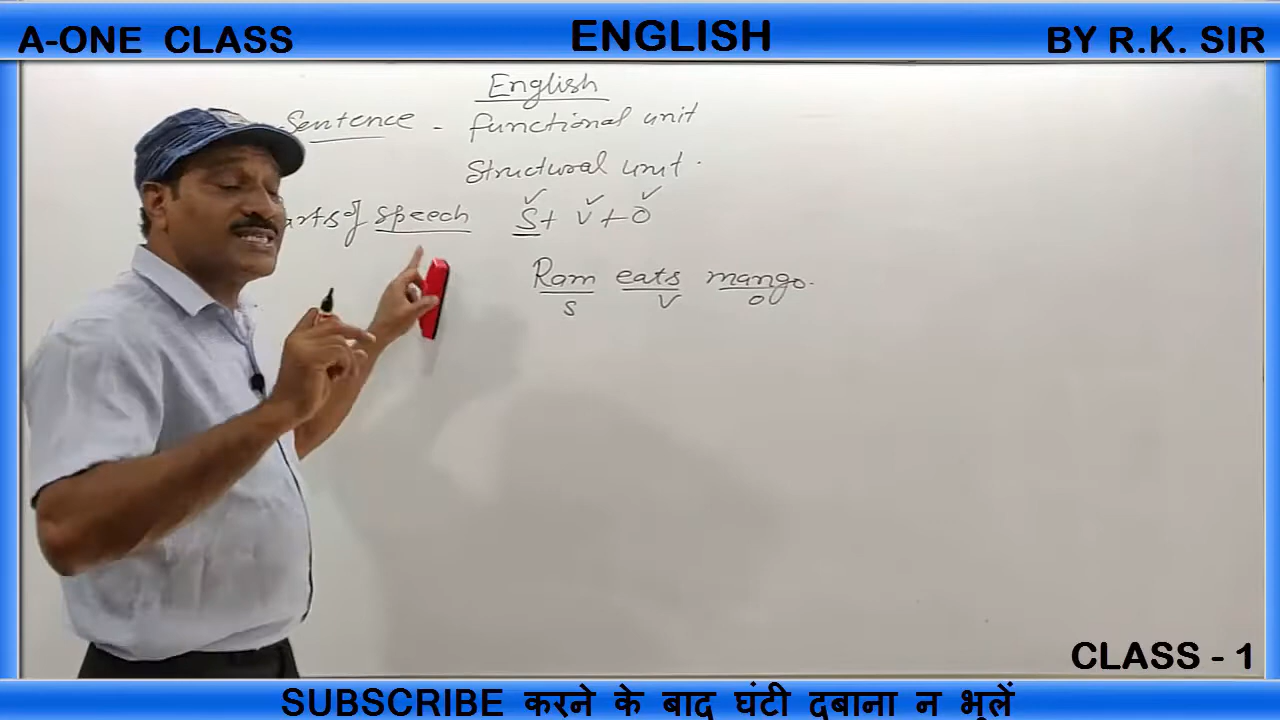 A-ONE CLASS ENGLISH BY R.K. SIR
English
Sentence - functional unit
Structural unit.
arts of speech S + V + O
Ram eats mango.
S V O
CLASS - 1
SUBSCRIBE करने के बाद घंटी दबाना न भूलें